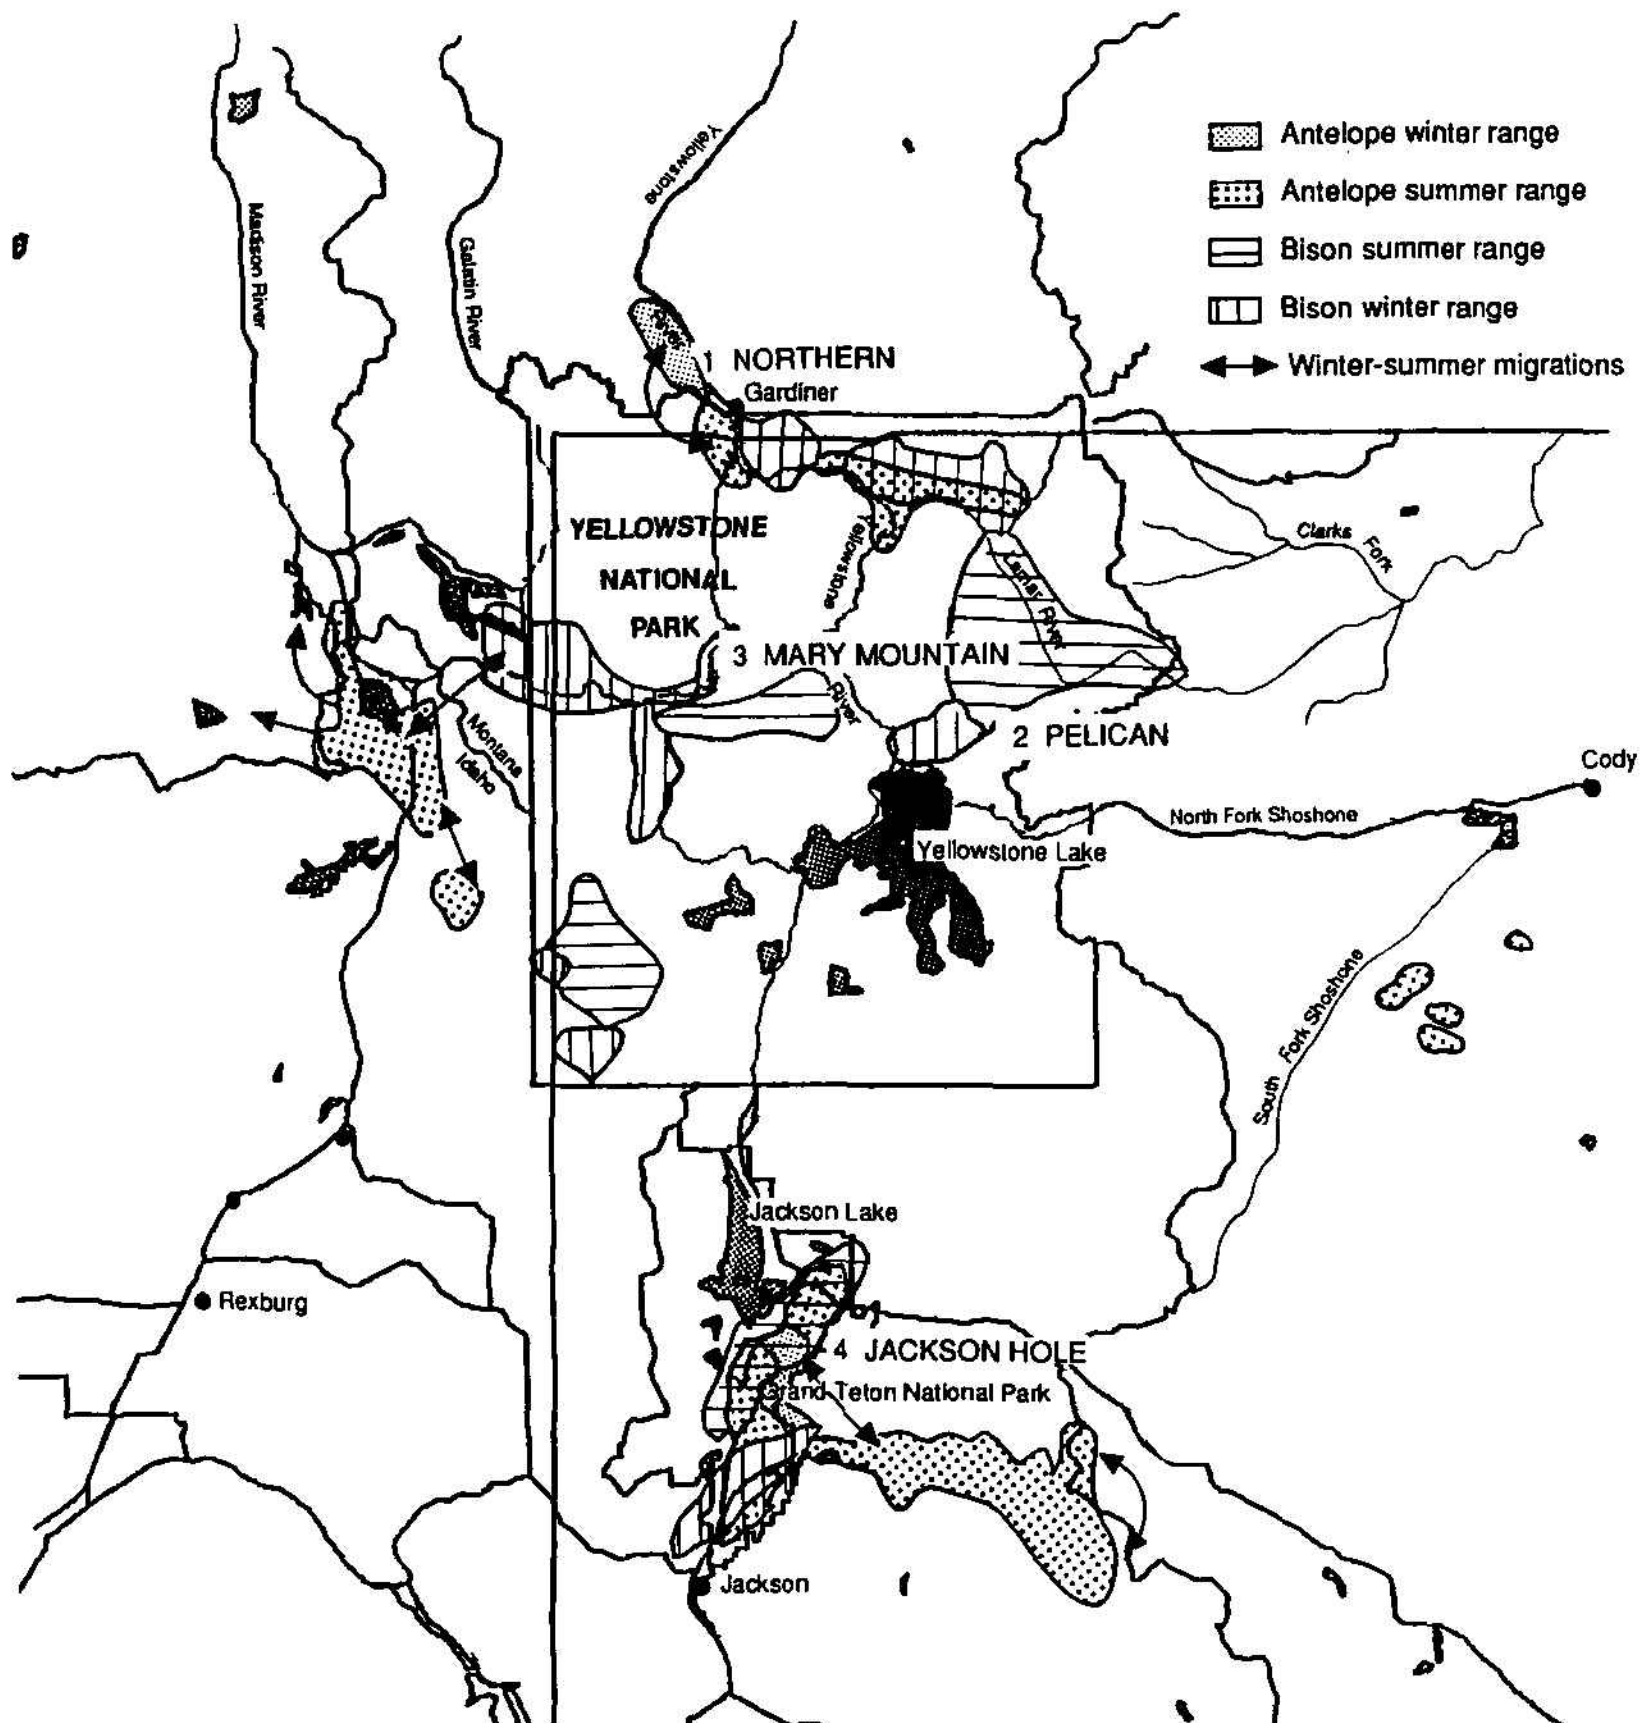 Antelope winter range
Antelope summer range
Bison summer range
Bison winter range
Winter-summer migrations
Yellowstone
River
Madison River
Galatin River
1 NORTHERN
Gardiner
YELLOWSTONE
NATIONAL
PARK
Yellowstone
River
Lamar River
Clarks Fork
3 MARY MOUNTAIN
2 PELICAN
Montana
Idaho
Cody
North Fork Shoshone
Yellowstone Lake
South Fork Shoshone
Jackson Lake
Rexburg
4 JACKSON HOLE
Grand Teton National Park
Jackson